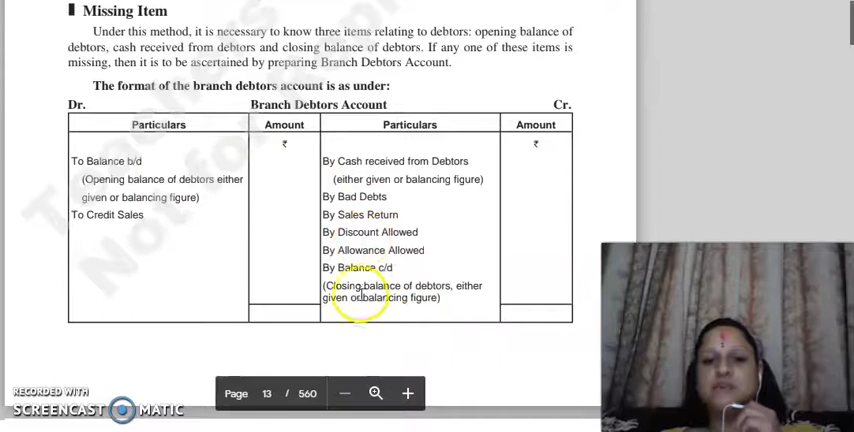 Missing Item
Under this method, it is necessary to know three items relating to debtors: opening balance of
debtors, cash received from debtors and closing balance of debtors. If any one of these items is
missing, then it is to be ascertained by preparing Branch Debtors Account.
The format of the branch debtors account is as under:
Dr. Branch Debtors Account Cr.
Particulars Amount Particulars Amount
₹ ₹
To Balance b/d By Cash received from Debtors
(Opening balance of debtors either (either given or balancing figure)
given or balancing figure) By Bad Debts
To Credit Sales By Sales Return
By Discount Allowed
By Allowance Allowed
By Balance c/d
(Closing balance of debtors, either
given or balancing figure)
Teachers
Not for
Page 13 / 560
RECORDED WITH
SCREENCAST MATIC